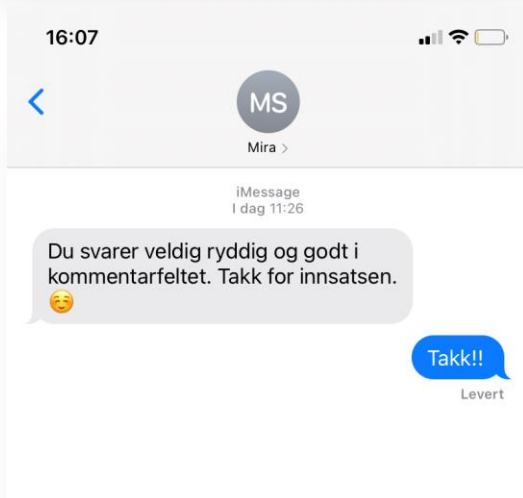 16:07
MS
Mira >
iMessage
I dag 11:26
Du svarer veldig ryddig og godt i
kommentarfeltet. Takk for innsatsen.
☺️
Takk!!
Levert